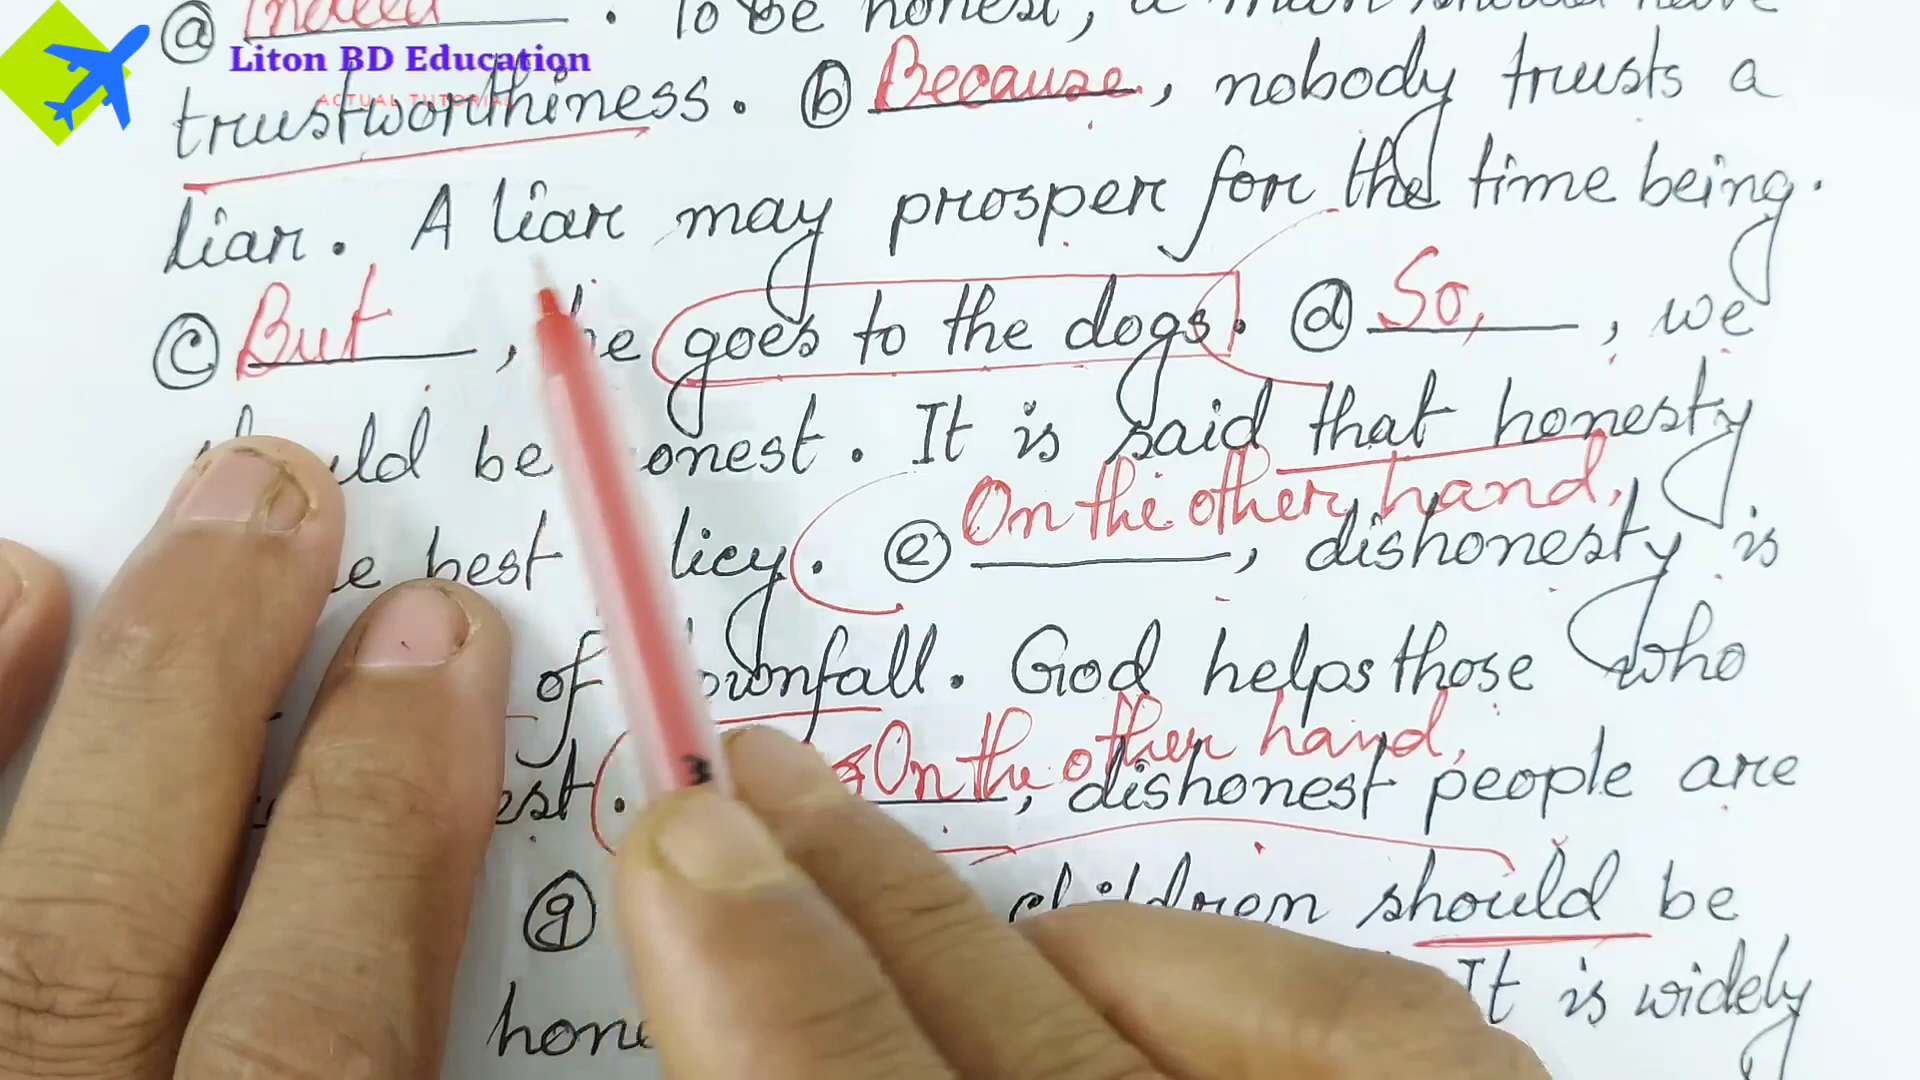 ⓐ Indeed. To be honest, a man should have
Liton BD Education
ACTUAL TUTORIAL
trustworthiness. ⓑ Because, nobody trusts a
liar. A liar may prosper for the time being.
ⓒ But, he goes to the dogs. ⓓ So, , we
be honest. It is said that honesty
On the other hand,
best policy. ⓔ , dishonesty is
of downfall. God helps those who
On the other hand,
, dishonest people are
ⓖ children should be
It is widely